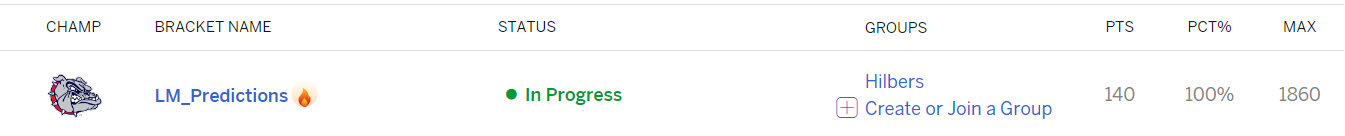 CHAMP BRACKET NAME STATUS GROUPS PTS PCT% MAX
LM_Predictions In Progress Hilbers 140 100% 1860
Create or Join a Group